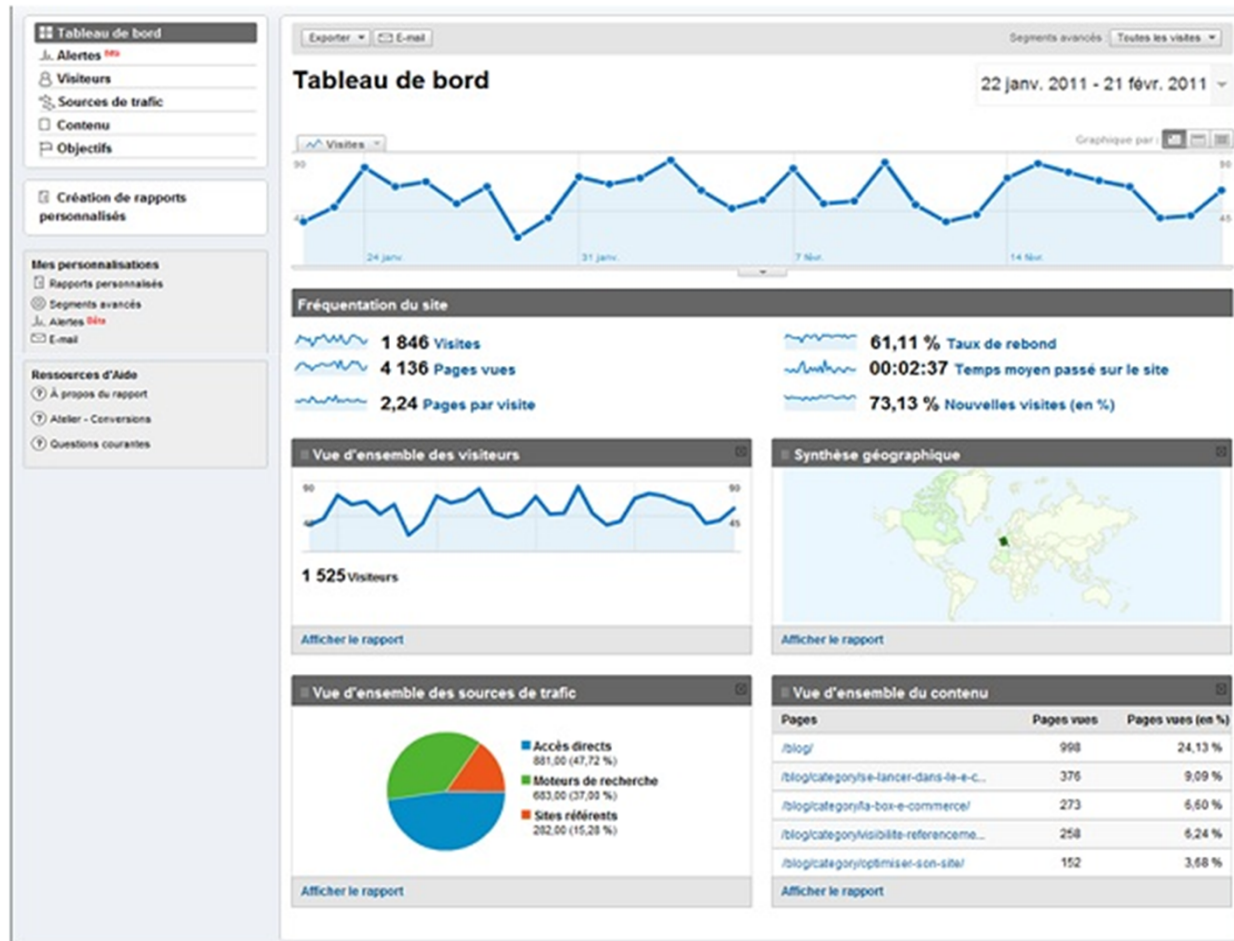 Tableau de bord
Alertes Bêta
Visiteurs
Sources de trafic
Contenu
Objectifs
Création de rapports
personnalisés
Mes personnalisations
Rapports personnalisés
Segments avancés
Alertes Bêta
E-mail
Ressources d'Aide
À propos du rapport
Atelier - Conversions
Questions courantes
Exporter
E-mail
Segments avancés : Toutes les visites
Tableau de bord
22 janv. 2011 - 21 févr. 2011
Visites
Graphique par :
90 90
45 45
24 janv. 31 janv. 7 févr. 14 févr.
Fréquentation du site
1 846 Visites
4 136 Pages vues
2,24 Pages par visite
61,11 % Taux de rebond
00:02:37 Temps moyen passé sur le site
73,13 % Nouvelles visites (en %)
Vue d'ensemble des visiteurs
90 90
45 45
1 525 Visiteurs
Afficher le rapport
Synthèse géographique
Afficher le rapport
Vue d'ensemble des sources de trafic
Accès directs
881,00 (47,72 %)
Moteurs de recherche
683,00 (37,00 %)
Sites référents
282,00 (15,28 %)
Afficher le rapport
Vue d'ensemble du contenu
Pages Pages vues Pages vues (en %)
/blog/ 998 24,13 %
/blog/category/se-lancer-dans-le-e-c... 376 9,09 %
/blog/category/la-box-e-commerce/ 273 6,60 %
/blog/category/visibilite-referenceme... 258 6,24 %
/blog/category/optimiser-son-site/ 152 3,68 %
Afficher le rapport